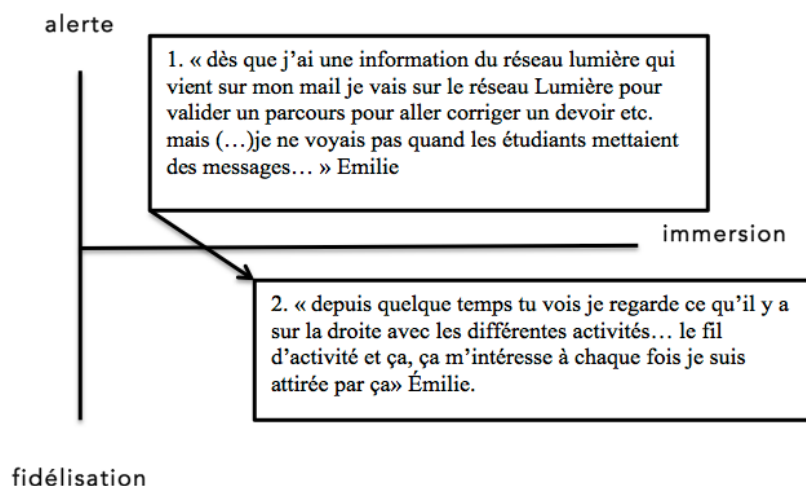 alerte
1. « dès que j’ai une information du réseau lumière qui
vient sur mon mail je vais sur le réseau Lumière pour
valider un parcours pour aller corriger un devoir etc.
mais (…)je ne voyais pas quand les étudiants mettaient
des messages… » Emilie
immersion
2. « depuis quelque temps tu vois je regarde ce qu’il y a
sur la droite avec les différentes activités… le fil
d’activité et ça, ça m’intéresse à chaque fois je suis
attirée par ça» Émilie.
fidélisation